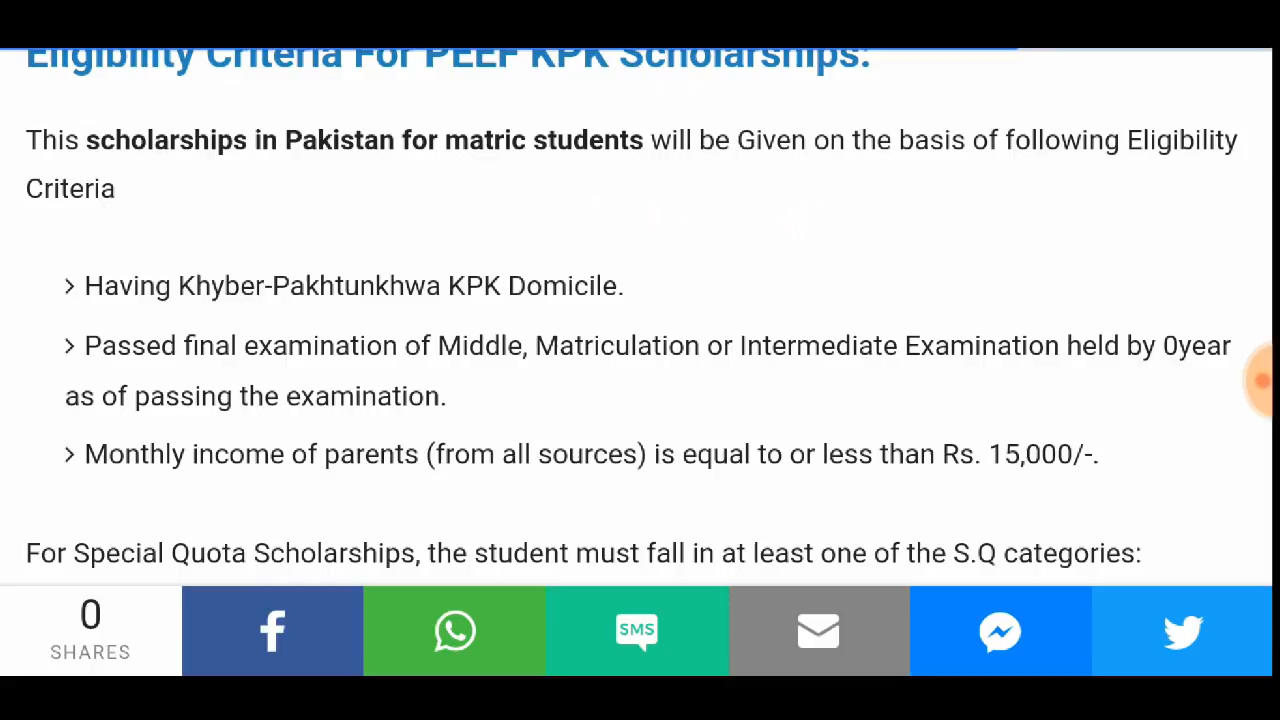 Eligibility Criteria For PEEF KPK Scholarships:
This scholarships in Pakistan for matric students will be Given on the basis of following Eligibility
Criteria
> Having Khyber-Pakhtunkhwa KPK Domicile.
> Passed final examination of Middle, Matriculation or Intermediate Examination held by 0year
as of passing the examination.
> Monthly income of parents (from all sources) is equal to or less than Rs. 15,000/-.
For Special Quota Scholarships, the student must fall in at least one of the S.Q categories:
0
SHARES
SMS